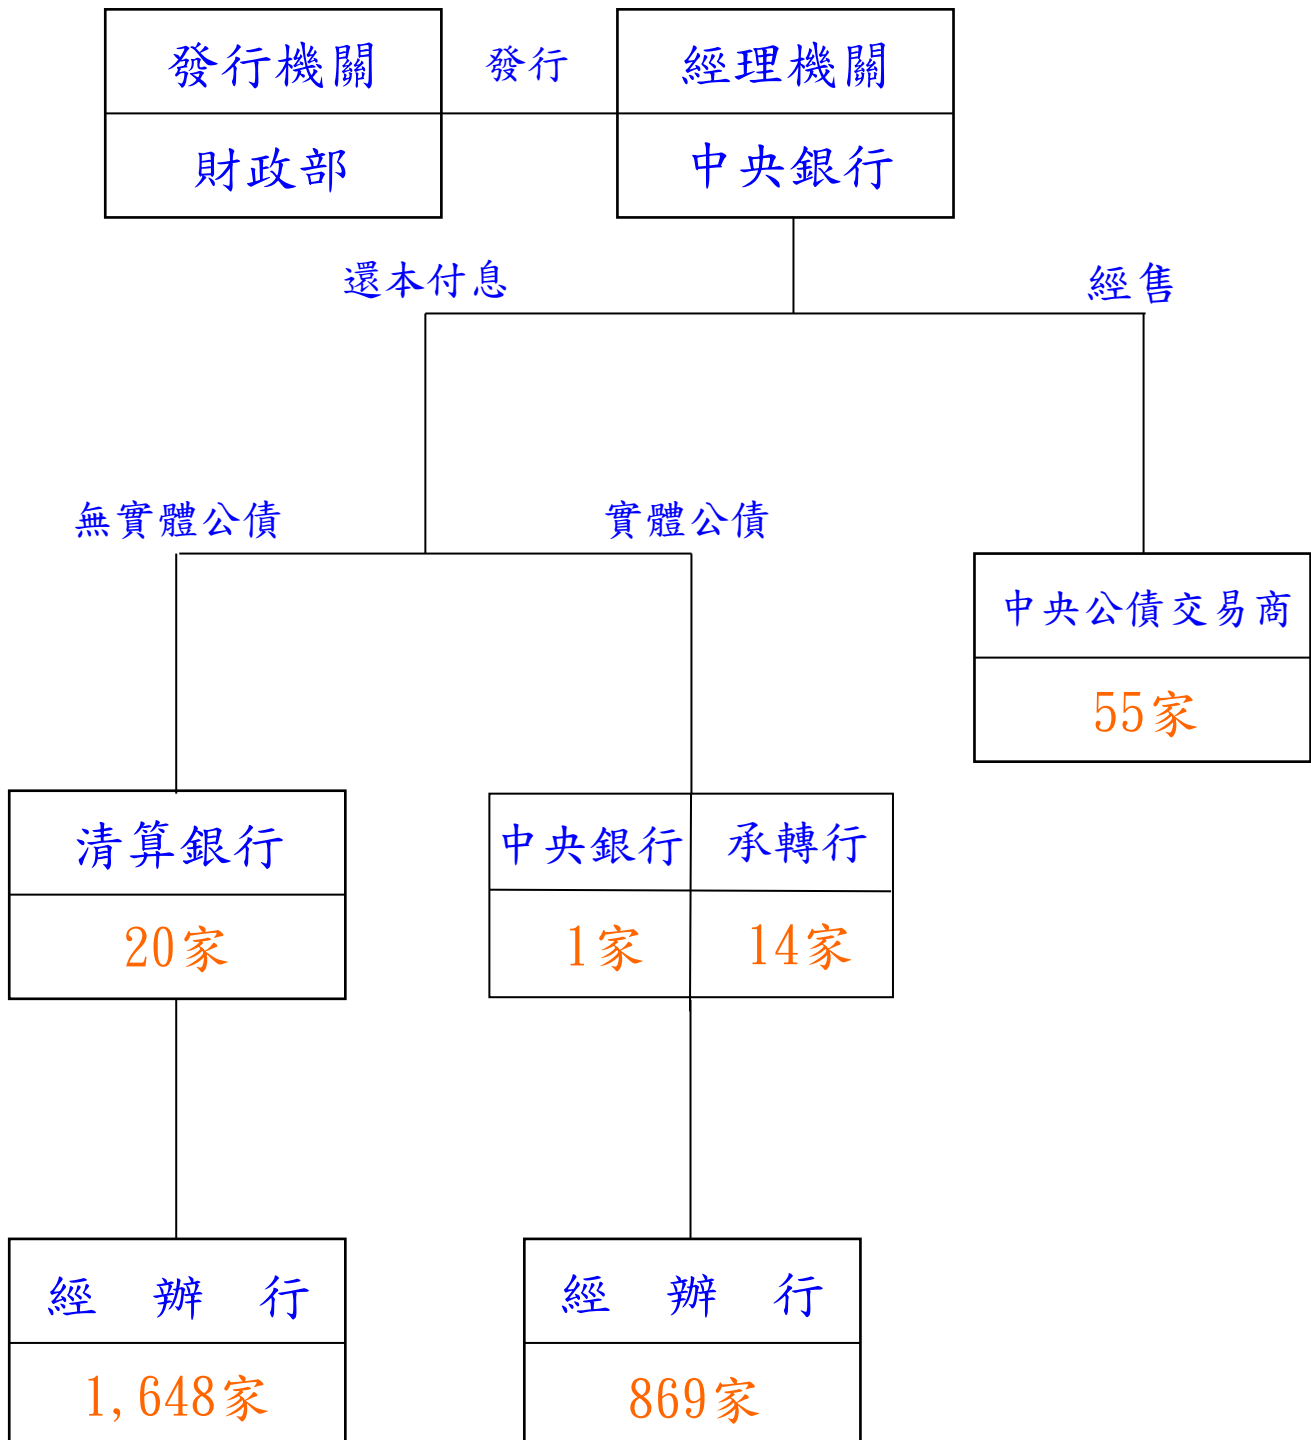 發行機關
發行
經理機關
財政部
中央銀行
還本付息
經售
無實體公債
實體公債
中央公債交易商
55家
清算銀行
中央銀行
承轉行
20家
1家
14家
經 辦 行
經 辦 行
1,648家
869家